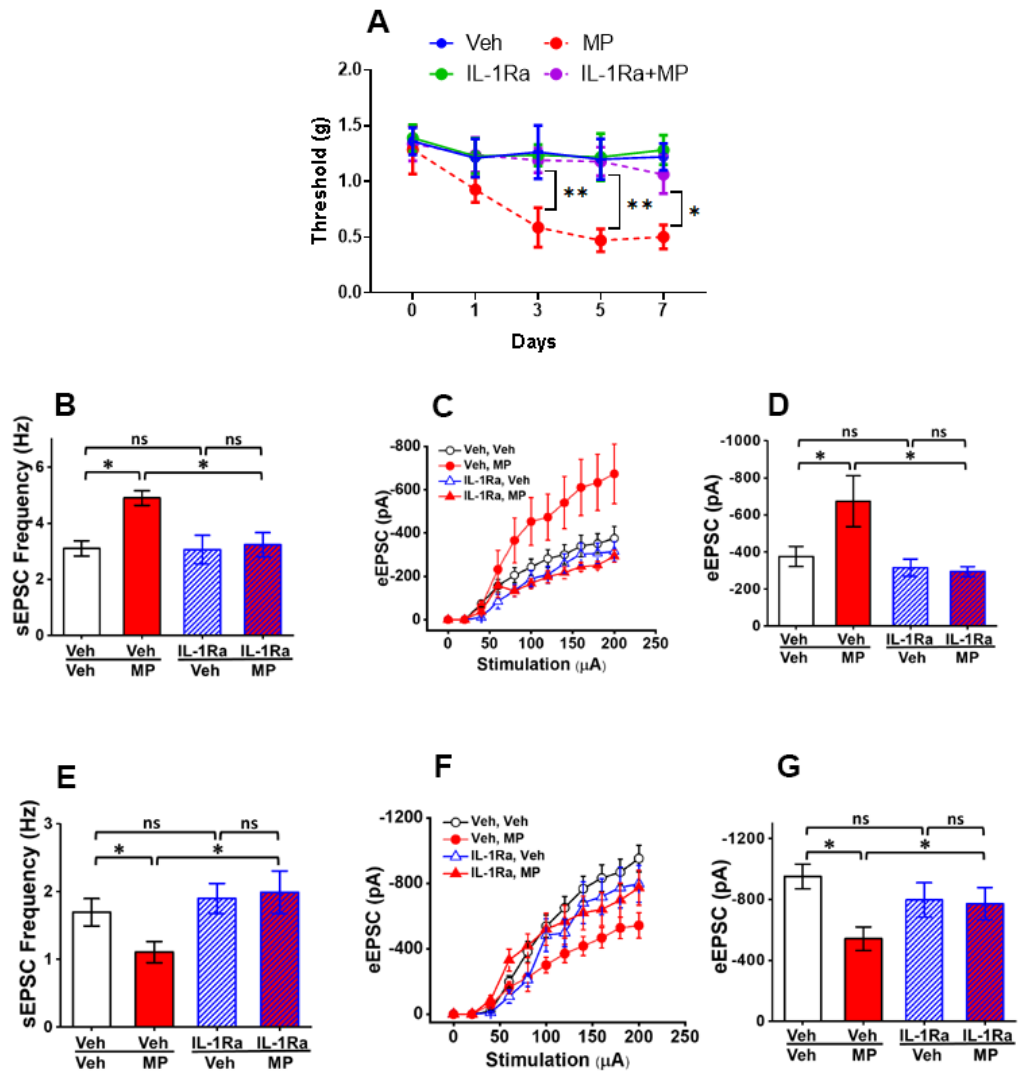 A
Veh MP
IL-1Ra IL-1Ra+MP
2.0
1.5
1.0
0.5
0.0
Threshold (g)
** ** *
0 1 3 5 7
Days
B
ns ns
* *
6
4
2
0
sEPSC Frequency (Hz)
Veh Veh IL-1Ra IL-1Ra
Veh MP Veh MP
C
-800
-600
-400
-200
0
eEPSC (pA)
Veh, Veh
Veh, MP
IL-1Ra, Veh
IL-1Ra, MP
0 50 100 150 200 250
Stimulation (µA)
D
-1000
-800
-600
-400
-200
0
eEPSC (pA)
ns ns
* *
Veh Veh IL-1Ra IL-1Ra
Veh MP Veh MP
E
3
2
1
0
sEPSC Frequency (Hz)
ns ns
* *
Veh Veh IL-1Ra IL-1Ra
Veh MP Veh MP
F
-1200
-800
-400
0
eEPSC (pA)
Veh, Veh
Veh, MP
IL-1Ra, Veh
IL-1Ra, MP
0 50 100 150 200 250
Stimulation (µA)
G
-1200
-800
-400
0
eEPSC (pA)
ns ns
* *
Veh Veh IL-1Ra IL-1Ra
Veh MP Veh MP